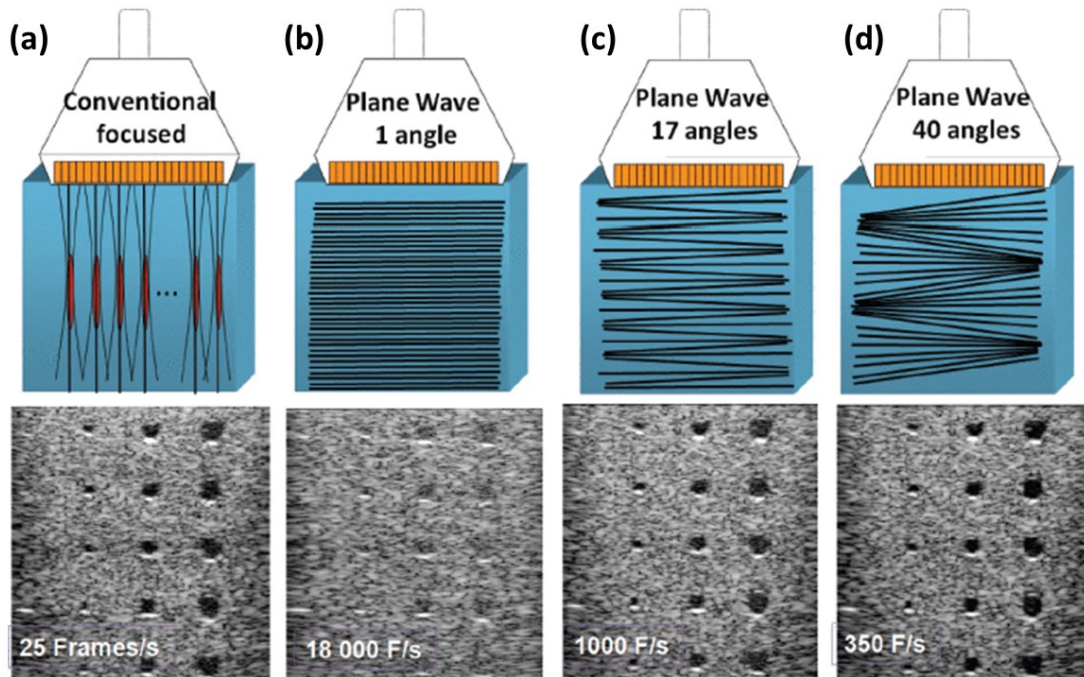 (a)
Conventional
focused
(b)
Plane Wave
1 angle
(c)
Plane Wave
17 angles
(d)
Plane Wave
40 angles
...
25 Frames/s
18 000 F/s
1000 F/s
350 F/s